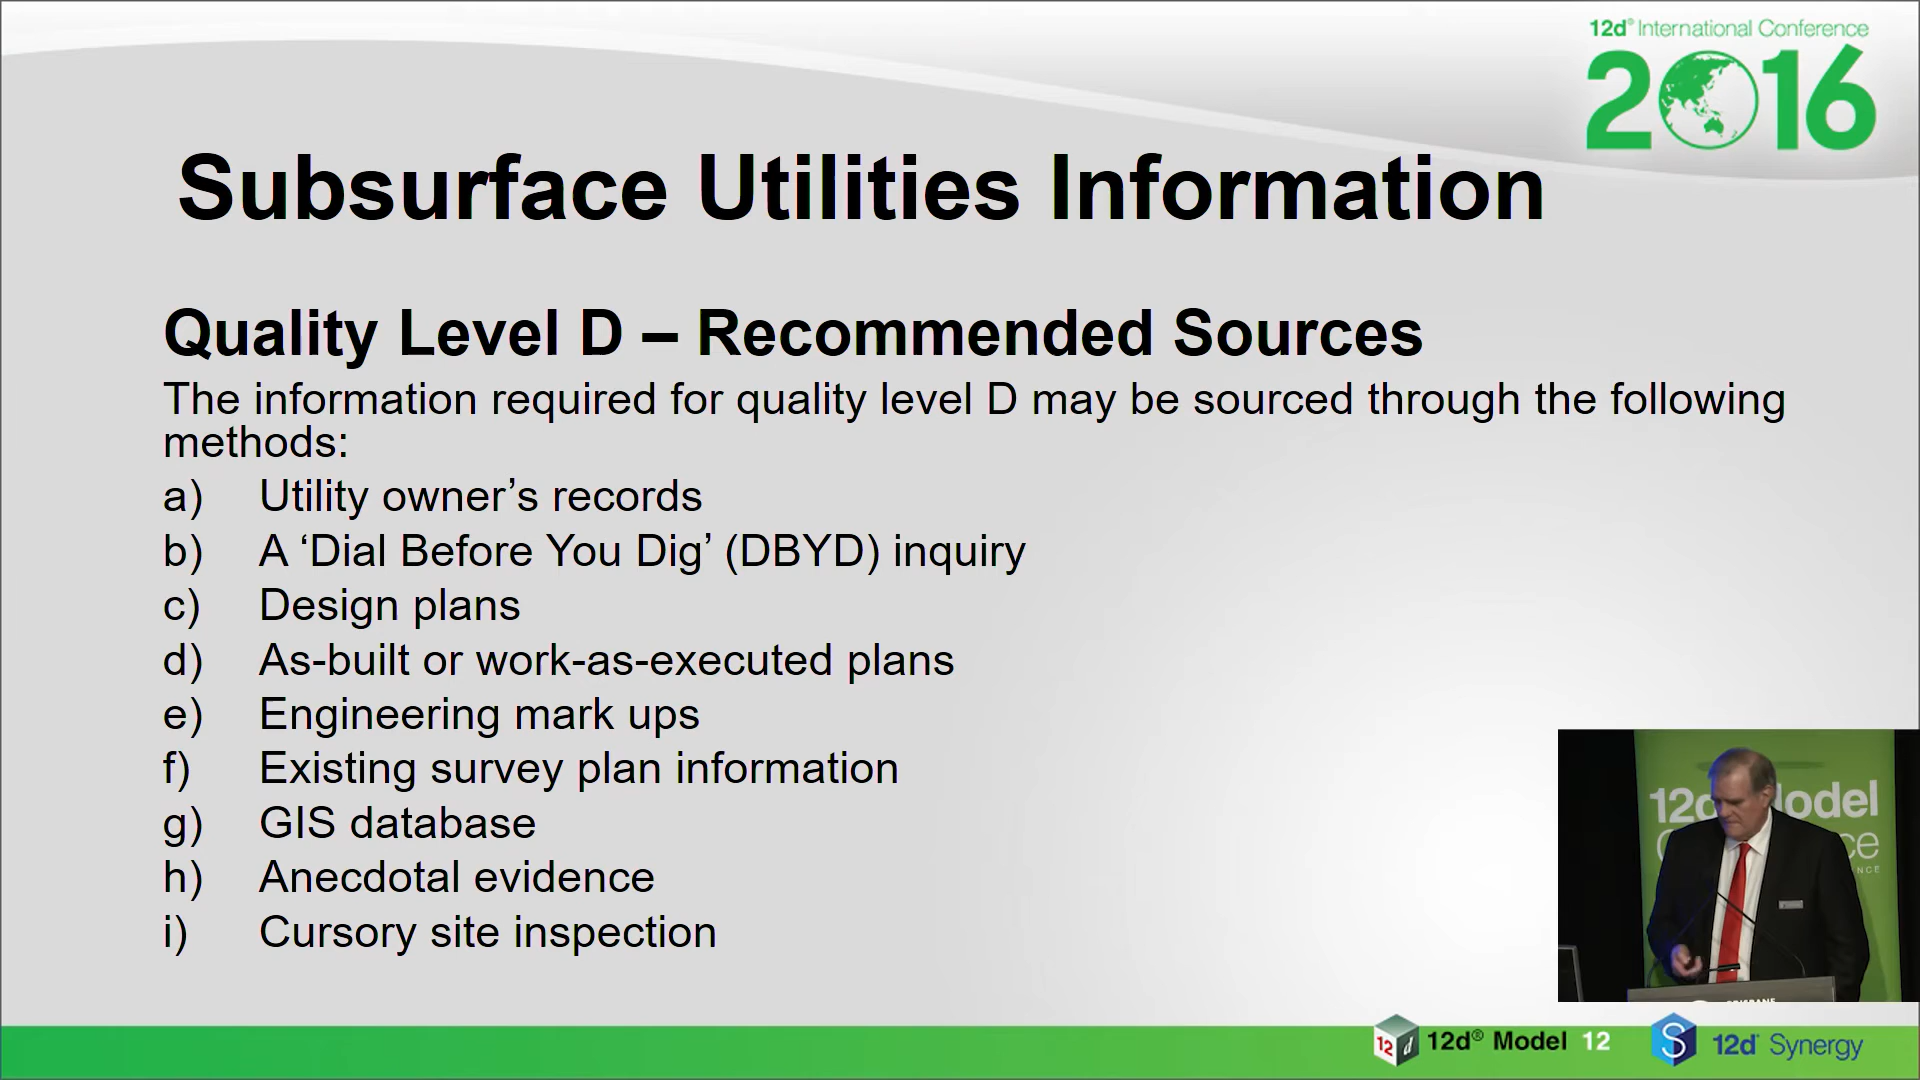 12d® International Conference
2016
Subsurface Utilities Information
Quality Level D – Recommended Sources
The information required for quality level D may be sourced through the following
methods:
a) Utility owner’s records
b) A ‘Dial Before You Dig’ (DBYD) inquiry
c) Design plans
d) As-built or work-as-executed plans
e) Engineering mark ups
f) Existing survey plan information
g) GIS database
h) Anecdotal evidence
i) Cursory site inspection
12d® Model 12
12d Synergy